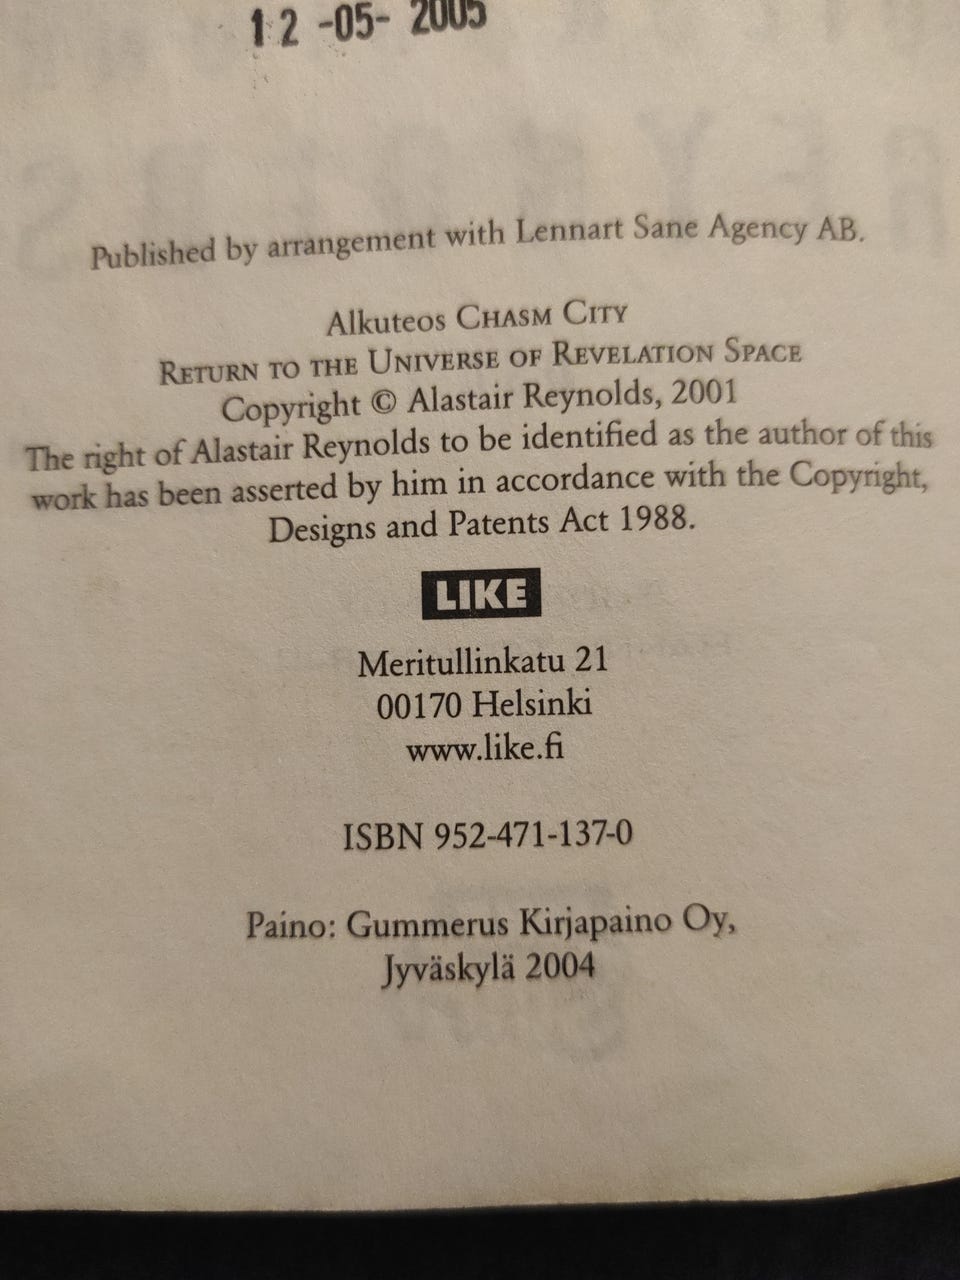 12 -05- 2005
Published by arrangement with Lennart Sane Agency AB.
Alkuteos CHASM CITY
RETURN TO THE UNIVERSE OF REVELATION SPACE
Copyright © Alastair Reynolds, 2001
The right of Alastair Reynolds to be identified as the author of this
work has been asserted by him in accordance with the Copyright,
Designs and Patents Act 1988.
LIKE
Meritullinkatu 21
00170 Helsinki
www.like.fi
ISBN 952-471-137-0
Paino: Gummerus Kirjapaino Oy,
Jyväskylä 2004